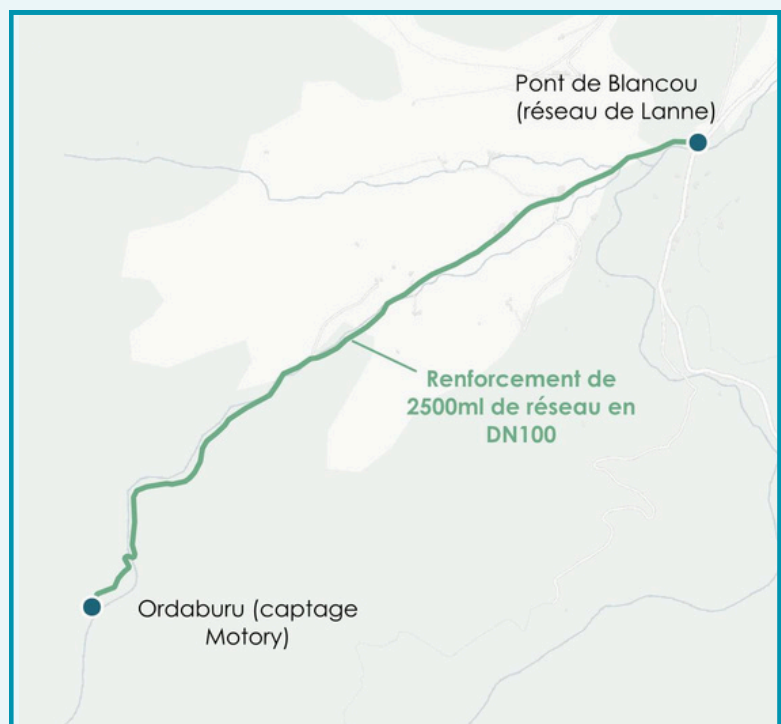 Pont de Blancou
(réseau de Lanne)
Renforcement de
2500ml de réseau en
DN100
Ordaburu (captage
Motory)